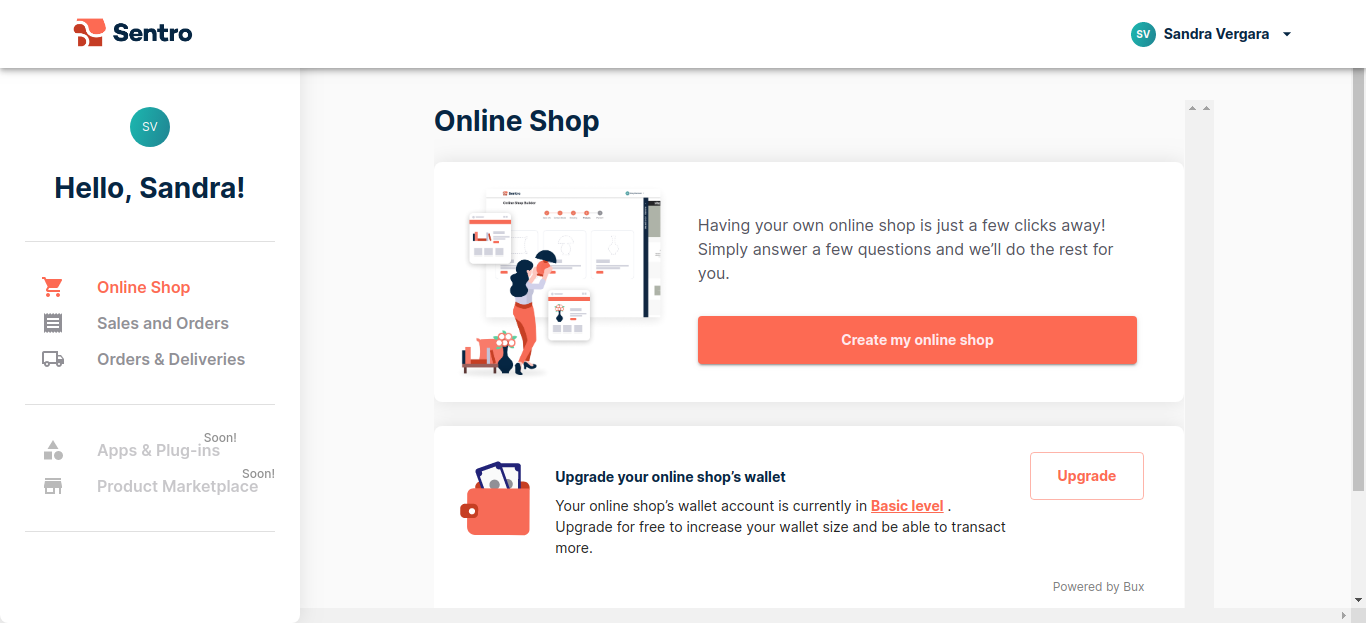 Sentro
SV Sandra Vergara
SV
Hello, Sandra!
Online Shop
Sales and Orders
Orders & Deliveries
Soon!
Apps & Plug-ins
Soon!
Product Marketplace
Online Shop
Sentro
Online Shop Builder
Having your own online shop is just a few clicks away!
Simply answer a few questions and we’ll do the rest for
you.
Create my online shop
Upgrade your online shop’s wallet
Upgrade
Your online shop’s wallet account is currently in Basic level .
Upgrade for free to increase your wallet size and be able to transact
more.
Powered by Bux